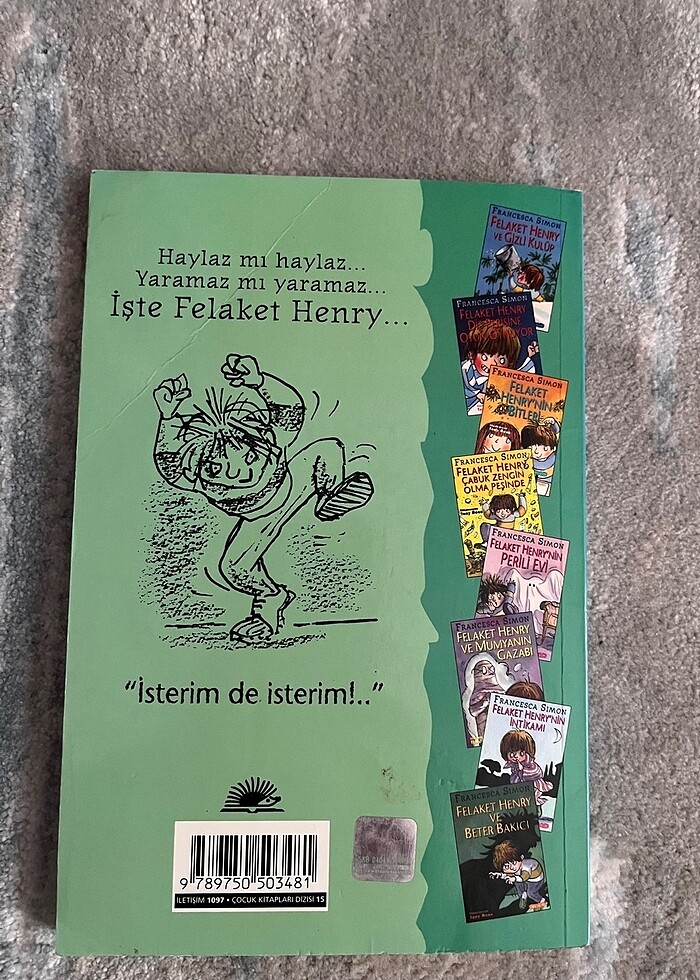 Haylaz mı haylaz...
Yaramaz mı yaramaz...
İşte Felaket Henry...
“İsterim de isterim!..”
9 789750 503481
İLETİŞİM 1097 • ÇOCUK KİTAPLARI DİZİSİ 15
FRANCESCA SIMON
FELAKET HENRY
VE GİZLİ KULÜP
FRANCESCA SIMON
FELAKET HENRY
FRANCESCA SIMON
FELAKET
HENRY'NİN
BİTLERİ
FRANCESCA SIMON
FELAKET HENRY
ÇABUK ZENGİN
OLMA PEŞİNDE
Tony Ross
FRANCESCA SIMON
FELAKET HENRY'NİN
PERİLİ EVİ
FRANCESCA SIMON
FELAKET HENRY
VE MUMYANIN
GAZABI
FRANCESCA SIMON
FELAKET HENRY'NİN
İNTİKAMI
FRANCESCA SIMON
FELAKET HENRY
VE
BETER BAKICI
Tony Ross